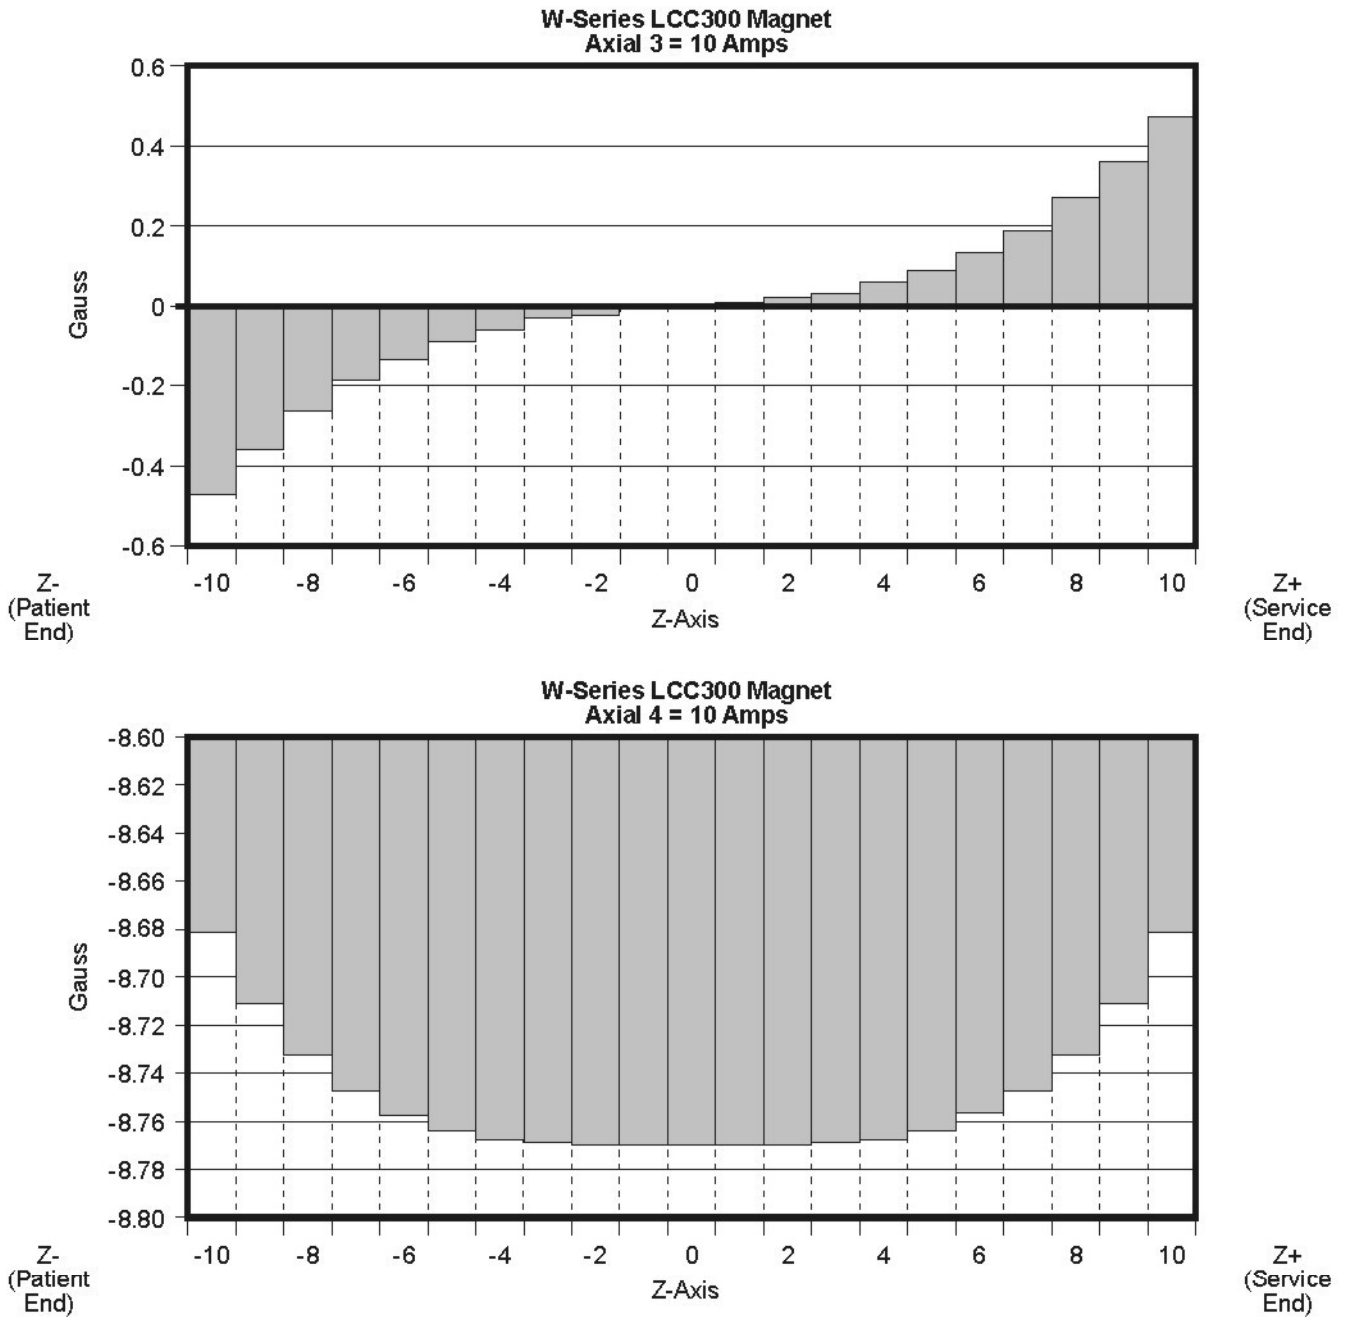 W-Series LCC300 Magnet
Axial 3 = 10 Amps
0.6
0.4
0.2
0
-0.2
-0.4
-0.6
Gauss
-10 -8 -6 -4 -2 0 2 4 6 8 10
Z-Axis
Z-
(Patient
End)
Z+
(Service
End)
W-Series LCC300 Magnet
Axial 4 = 10 Amps
-8.60
-8.62
-8.64
-8.66
-8.68
-8.70
-8.72
-8.74
-8.76
-8.78
-8.80
Gauss
-10 -8 -6 -4 -2 0 2 4 6 8 10
Z-Axis
Z-
(Patient
End)
Z+
(Service
End)